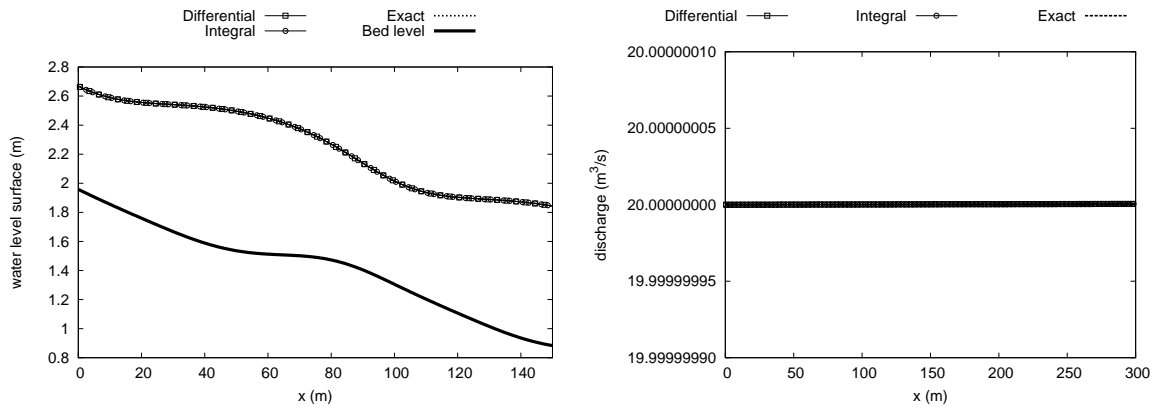 Differential
Integral
Exact
Bed level
water level surface (m)
2.8
2.6
2.4
2.2
2
1.8
1.6
1.4
1.2
1
0.8
0 20 40 60 80 100 120 140
x (m)
Differential Integral Exact
discharge (m3/s)
20.00000010
20.00000005
20.00000000
19.99999995
19.99999990
0 50 100 150 200 250 300
x (m)